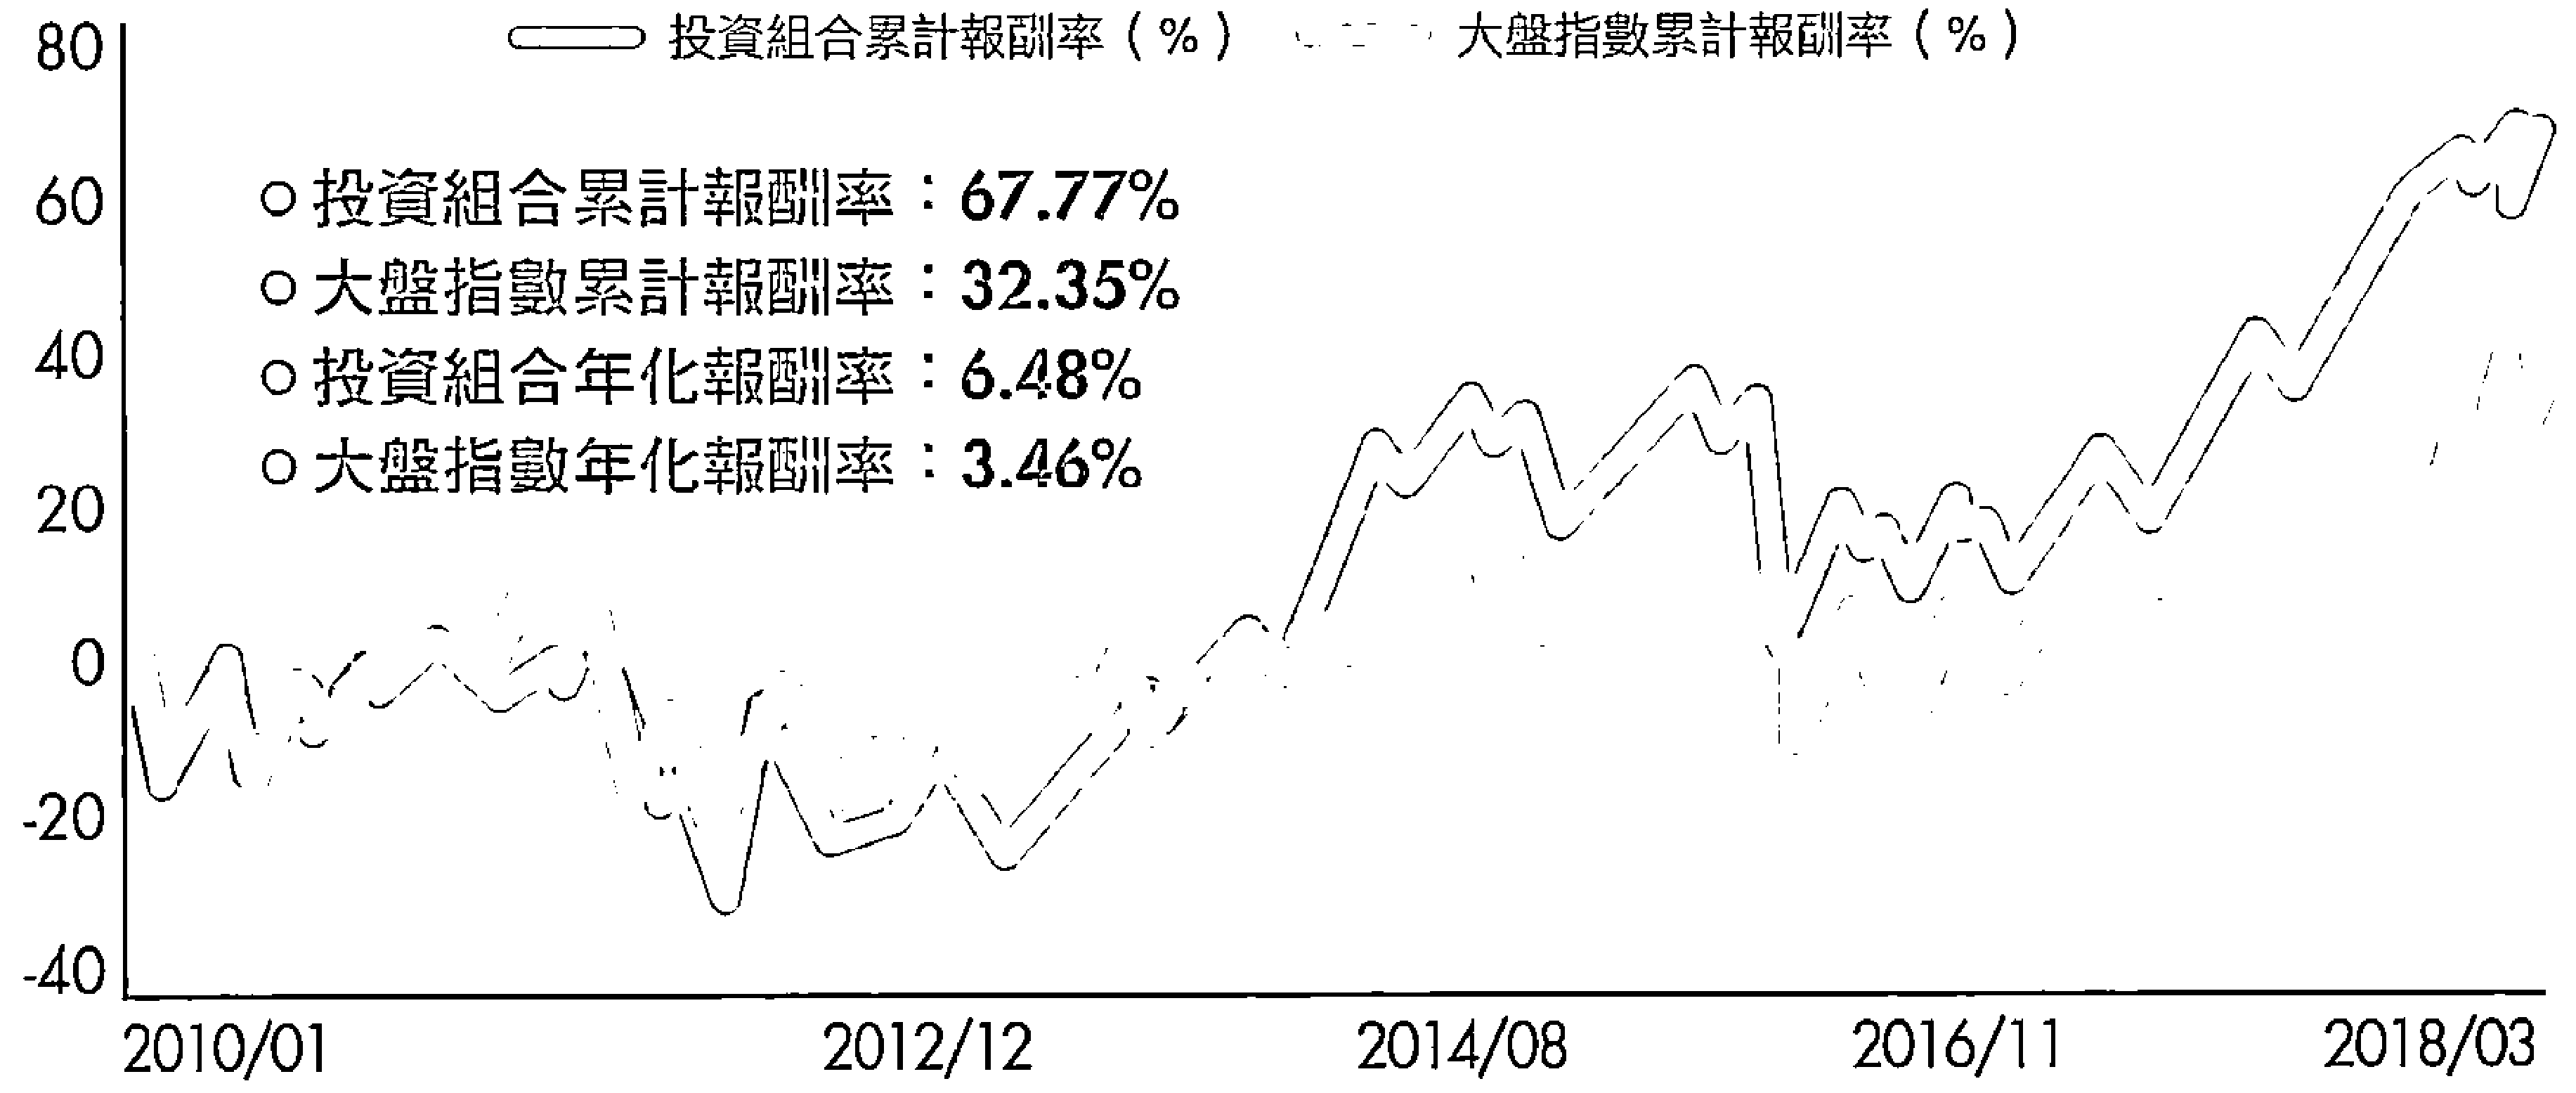 投資組合累計報酬率（%） 大盤指數累計報酬率（%）
80
60
40
20
0
-20
-40
○投資組合累計報酬率：67.77%
○大盤指數累計報酬率：32.35%
○投資組合年化報酬率：6.48%
○大盤指數年化報酬率：3.46%
2010/01 2012/12 2014/08 2016/11 2018/03